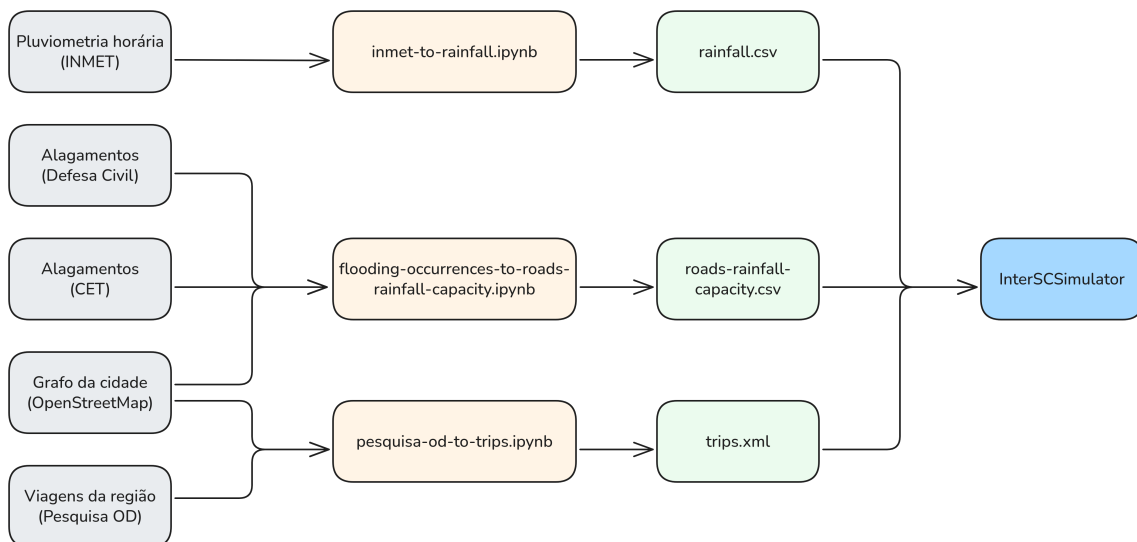 Pluviometria horária
(INMET)
inmet-to-rainfall.ipynb
rainfall.csv
Alagamentos
(Defesa Civil)
Alagamentos
(CET)
flooding-occurrences-to-roads-
rainfall-capacity.ipynb
roads-rainfall-
capacity.csv
InterSCSimulator
Grafo da cidade
(OpenStreetMap)
pesquisa-od-to-trips.ipynb
trips.xml
Viagens da região
(Pesquisa OD)